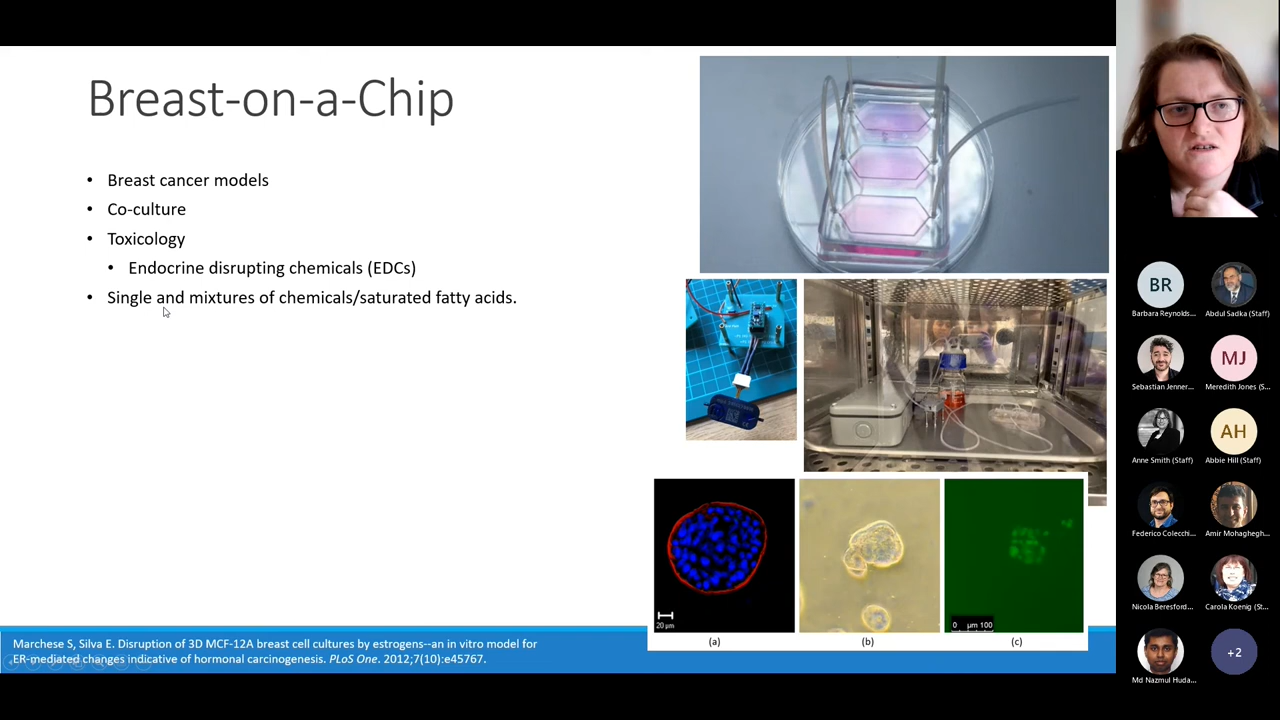 Breast-on-a-Chip
• Breast cancer models
• Co-culture
• Toxicology
• Endocrine disrupting chemicals (EDCs)
• Single and mixtures of chemicals/saturated fatty acids.
20 µm
0 µm 100
(a)
(b)
(c)
Marchese S, Silva E. Disruption of 3D MCF-12A breast cell cultures by estrogens--an in vitro model for
ER-mediated changes indicative of hormonal carcinogenesis. PLoS One. 2012;7(10):e45767.
BR
Barbara Reynolds...
Abdul Sadka (Staff)
Sebastian Jenner...
MJ
Meredith Jones (S...
Anne Smith (Staff)
AH
Abbie Hill (Staff)
Federico Colecchi...
Amir Mohaghegh...
Nicola Beresford...
Carola Koenig (St...
Md Nazmul Huda...
+2